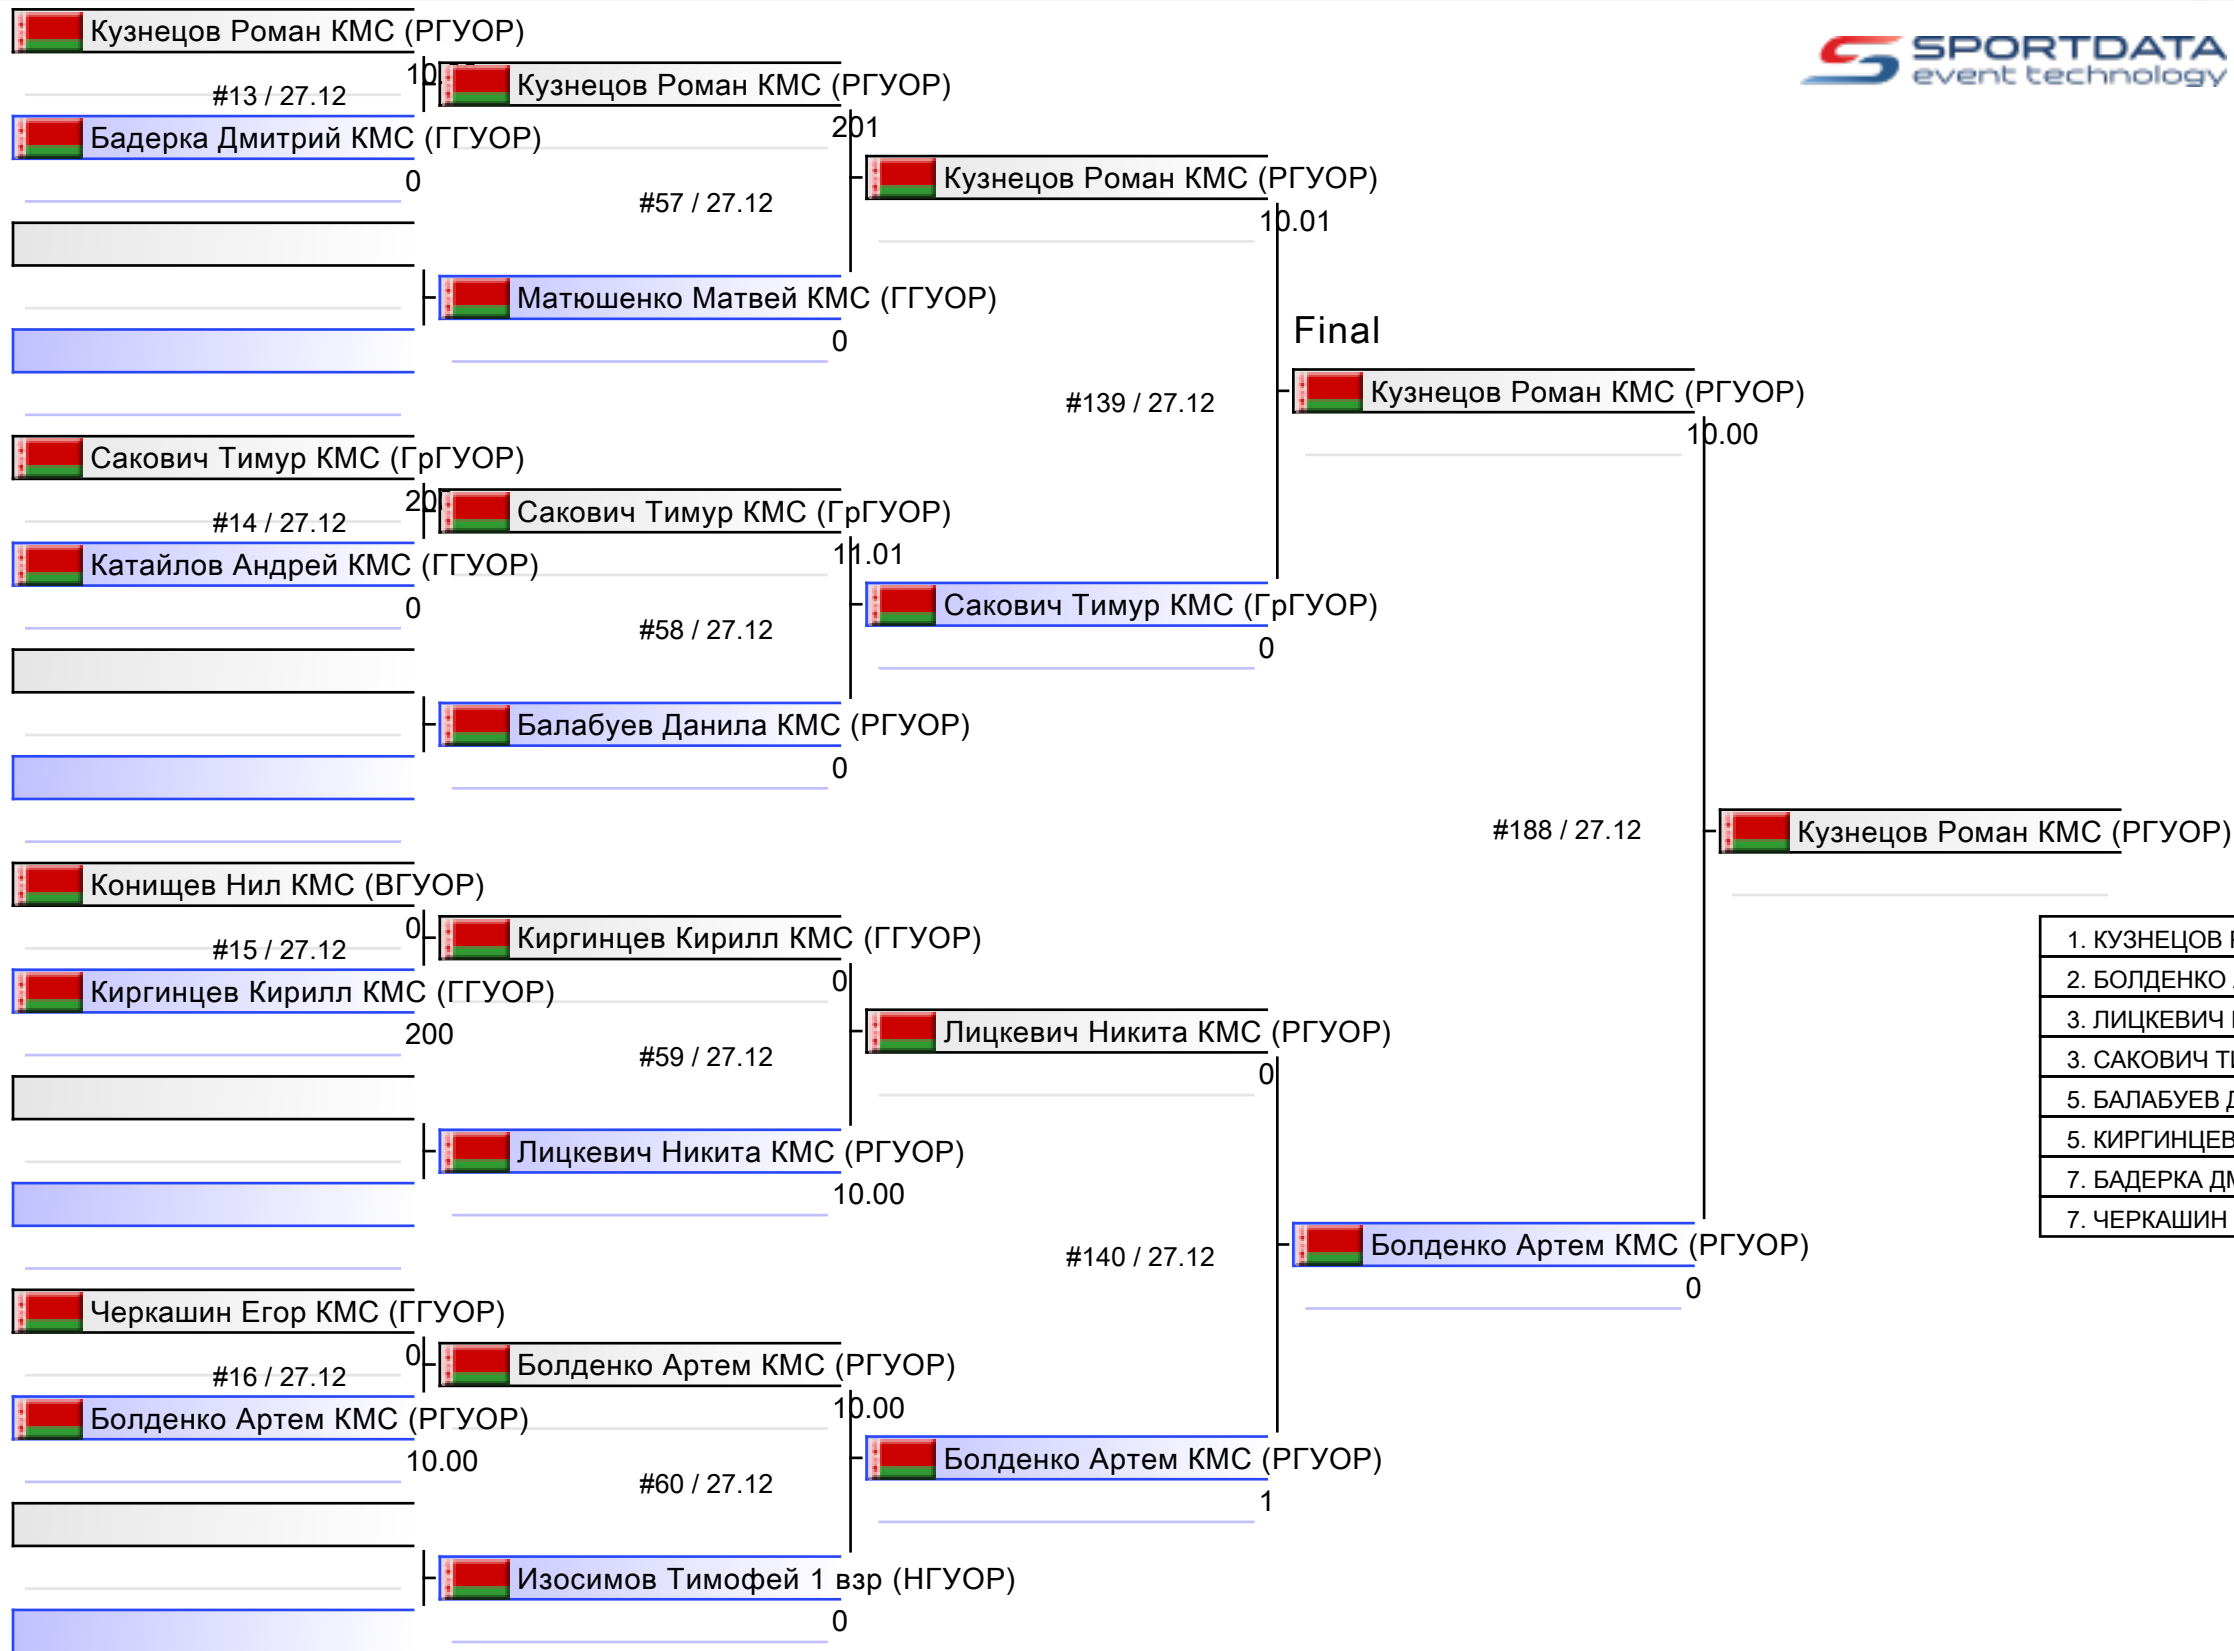 SPORTDATA
event technology
Кузнецов Роман КМС (РГУОР)
#13 / 27.12
Бадерка Дмитрий КМС (ГГУОР)
0
Кузнецов Роман КМС (РГУОР)
201
#57 / 27.12
Матюшенко Матвей КМС (ГГУОР)
0
Кузнецов Роман КМС (РГУОР)
10.01
#139 / 27.12
Final
Кузнецов Роман КМС (РГУОР)
10.00
Сакович Тимур КМС (ГрГУОР)
#14 / 27.12
Катайлов Андрей КМС (ГГУОР)
0
Сакович Тимур КМС (ГрГУОР)
11.01
#58 / 27.12
Балабуев Данила КМС (РГУОР)
0
Сакович Тимур КМС (ГрГУОР)
0
#188 / 27.12
Кузнецов Роман КМС (РГУОР)
Конищев Нил КМС (ВГУОР)
0
#15 / 27.12
Киргинцев Кирилл КМС (ГГУОР)
200
Киргинцев Кирилл КМС (ГГУОР)
0
#59 / 27.12
Лицкевич Никита КМС (РГУОР)
10.00
Лицкевич Никита КМС (РГУОР)
0
#140 / 27.12
Болденко Артем КМС (РГУОР)
0
Черкашин Егор КМС (ГГУОР)
0
#16 / 27.12
Болденко Артем КМС (РГУОР)
10.00
Болденко Артем КМС (РГУОР)
10.00
#60 / 27.12
Изосимов Тимофей 1 взр (НГУОР)
0
Болденко Артем КМС (РГУОР)
1
1. КУЗНЕЦОВ
2. БОЛДЕНКО
3. ЛИЦКЕВИЧ
3. САКОВИЧ
5. БАЛАБУЕВ
5. КИРГИНЦЕВ
7. БАДЕРКА
7. ЧЕРКАШИН